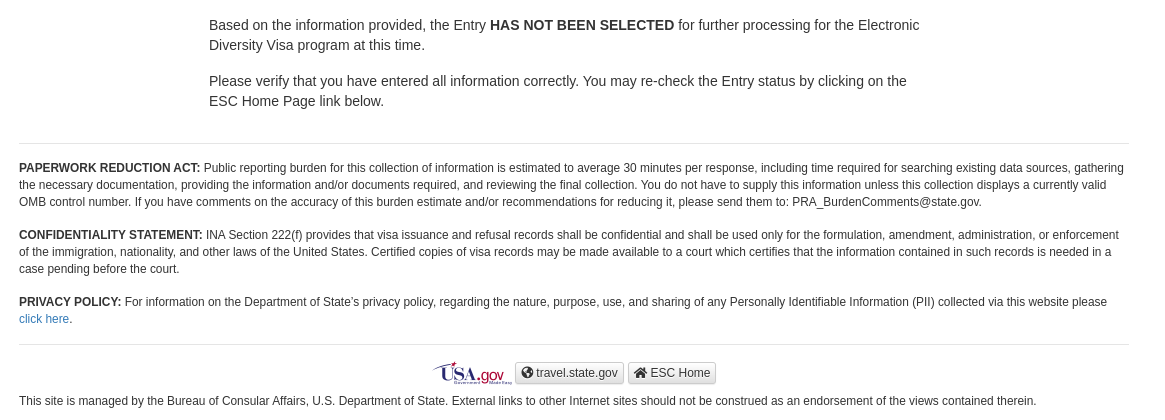 Based on the information provided, the Entry HAS NOT BEEN SELECTED for further processing for the Electronic
Diversity Visa program at this time.
Please verify that you have entered all information correctly. You may re-check the Entry status by clicking on the
ESC Home Page link below.
PAPERWORK REDUCTION ACT: Public reporting burden for this collection of information is estimated to average 30 minutes per response, including time required for searching existing data sources, gathering
the necessary documentation, providing the information and/or documents required, and reviewing the final collection. You do not have to supply this information unless this collection displays a currently valid
OMB control number. If you have comments on the accuracy of this burden estimate and/or recommendations for reducing it, please send them to: PRA_BurdenComments@state.gov.
CONFIDENTIALITY STATEMENT: INA Section 222(f) provides that visa issuance and refusal records shall be confidential and shall be used only for the formulation, amendment, administration, or enforcement
of the immigration, nationality, and other laws of the United States. Certified copies of visa records may be made available to a court which certifies that the information contained in such records is needed in a
case pending before the court.
PRIVACY POLICY: For information on the Department of State’s privacy policy, regarding the nature, purpose, use, and sharing of any Personally Identifiable Information (PII) collected via this website please
click here.
USA.gov travel.state.gov ESC Home
Government Made Easy
This site is managed by the Bureau of Consular Affairs, U.S. Department of State. External links to other Internet sites should not be construed as an endorsement of the views contained therein.